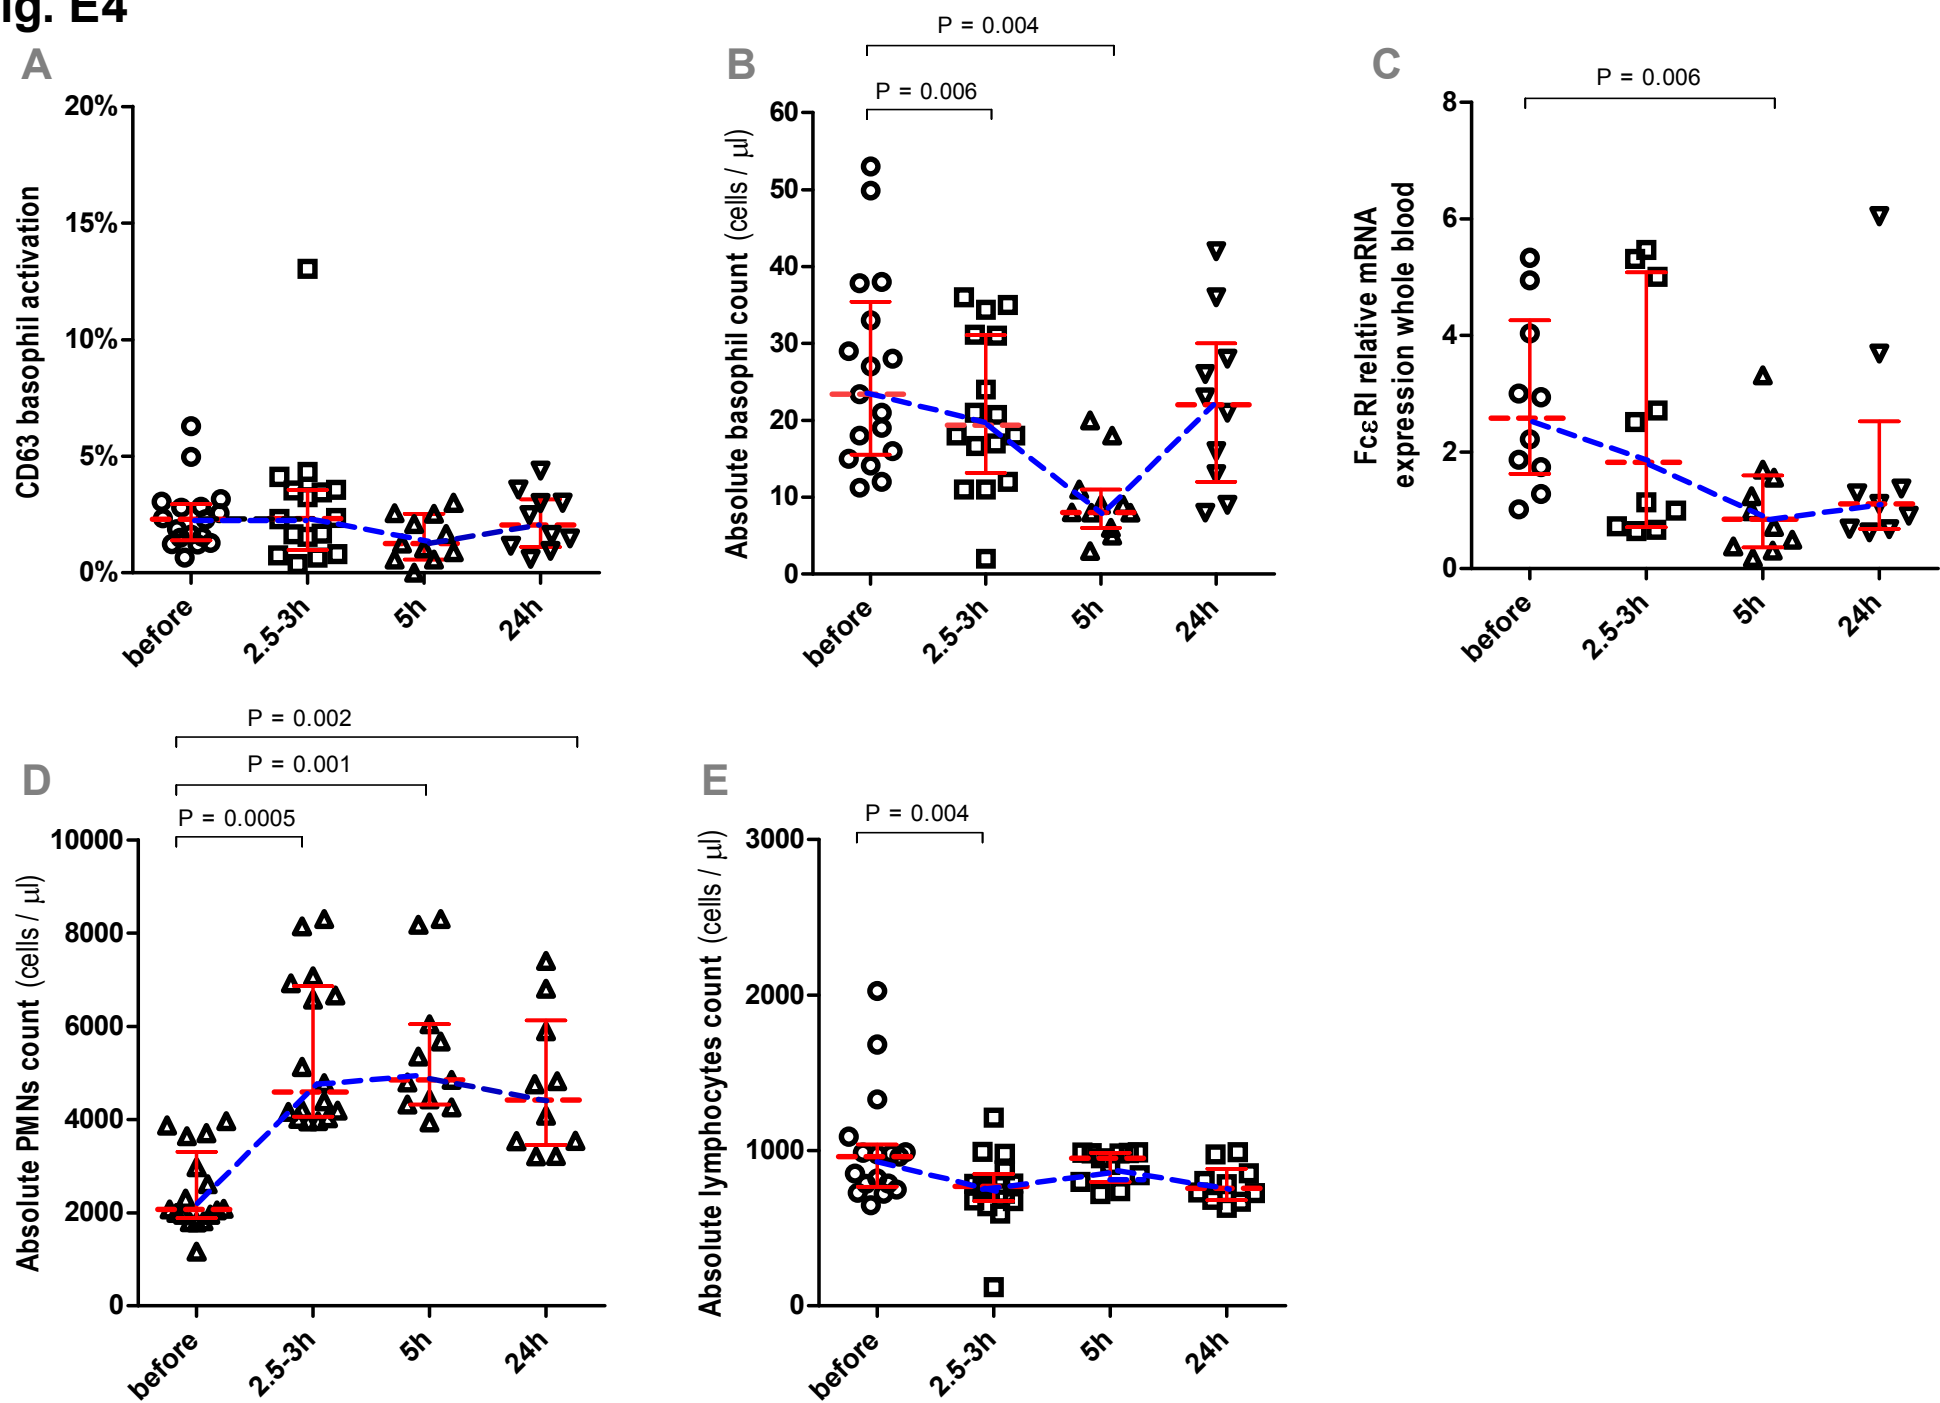 ig. E4
A
20%
15%
10%
5%
0%
CD63 basophil activation
before
2.5-3h
5h
24h
B
P = 0.004
P = 0.006
60
50
40
30
20
10
0
Absolute basophil count (cells / μl)
before
2.5-3h
5h
24h
C
P = 0.006
8
6
4
2
0
FcεRI relative mRNA
expression whole blood
before
2.5-3h
5h
24h
D
P = 0.002
P = 0.001
P = 0.0005
10000
8000
6000
4000
2000
0
Absolute PMNs count (cells / μl)
before
2.5-3h
5h
24h
E
P = 0.004
3000
2000
1000
0
Absolute lymphocytes count (cells / μl)
before
2.5-3h
5h
24h